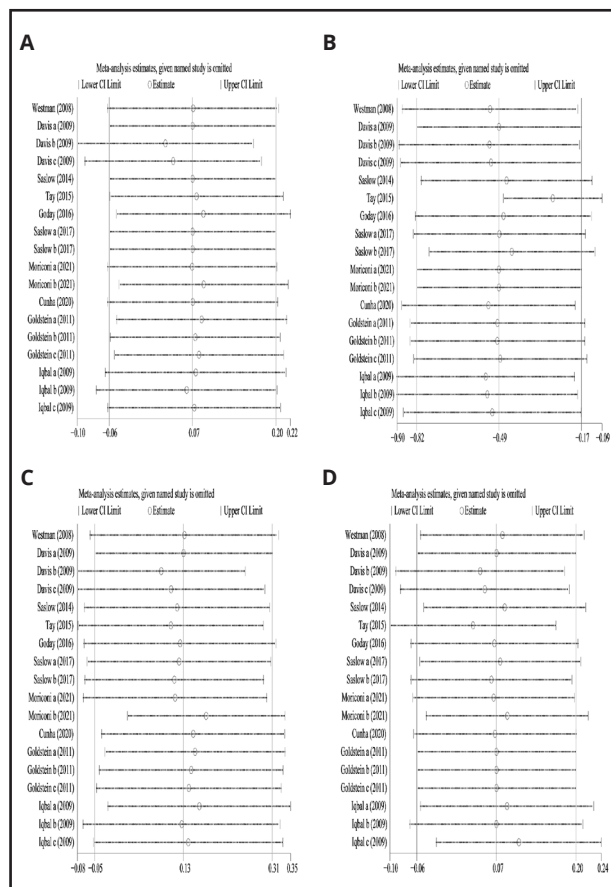 A
Meta-analysis estimates, given named study is omitted
Lower CI Limit Estimate Upper CI Limit
Westman (2008)
Davis a (2009)
Davis b (2009)
Davis c (2009)
Saslow (2014)
Tay (2015)
Goday (2016)
Saslow a (2017)
Saslow b (2017)
Moriconi a (2021)
Moriconi b (2021)
Cunha (2020)
Goldstein a (2011)
Goldstein b (2011)
Goldstein c (2011)
Iqbal a (2009)
Iqbal b (2009)
Iqbal c (2009)
−0.10 −0.06 0.07 0.20 0.22
B
Meta-analysis estimates, given named study is omitted
Lower CI Limit Estimate Upper CI Limit
Westman (2008)
Davis a (2009)
Davis b (2009)
Davis c (2009)
Saslow (2014)
Tay (2015)
Goday (2016)
Saslow a (2017)
Saslow b (2017)
Moriconi a (2021)
Moriconi b (2021)
Cunha (2020)
Goldstein a (2011)
Goldstein b (2011)
Goldstein c (2011)
Iqbal a (2009)
Iqbal b (2009)
Iqbal c (2009)
−0.90 −0.82 −0.49 −0.17 −0.09
C
Meta-analysis estimates, given named study is omitted
Lower CI Limit Estimate Upper CI Limit
Westman (2008)
Davis a (2009)
Davis b (2009)
Davis c (2009)
Saslow (2014)
Tay (2015)
Goday (2016)
Saslow a (2017)
Saslow b (2017)
Moriconi a (2021)
Moriconi b (2021)
Cunha (2020)
Goldstein a (2011)
Goldstein b (2011)
Goldstein c (2011)
Iqbal a (2009)
Iqbal b (2009)
Iqbal c (2009)
−0.08 −0.05 0.13 0.31 0.35
D
Meta-analysis estimates, given named study is omitted
Lower CI Limit Estimate Upper CI Limit
Westman (2008)
Davis a (2009)
Davis b (2009)
Davis c (2009)
Saslow (2014)
Tay (2015)
Goday (2016)
Saslow a (2017)
Saslow b (2017)
Moriconi a (2021)
Moriconi b (2021)
Cunha (2020)
Goldstein a (2011)
Goldstein b (2011)
Goldstein c (2011)
Iqbal a (2009)
Iqbal b (2009)
Iqbal c (2009)
−0.10 −0.06 0.07 0.20 0.24